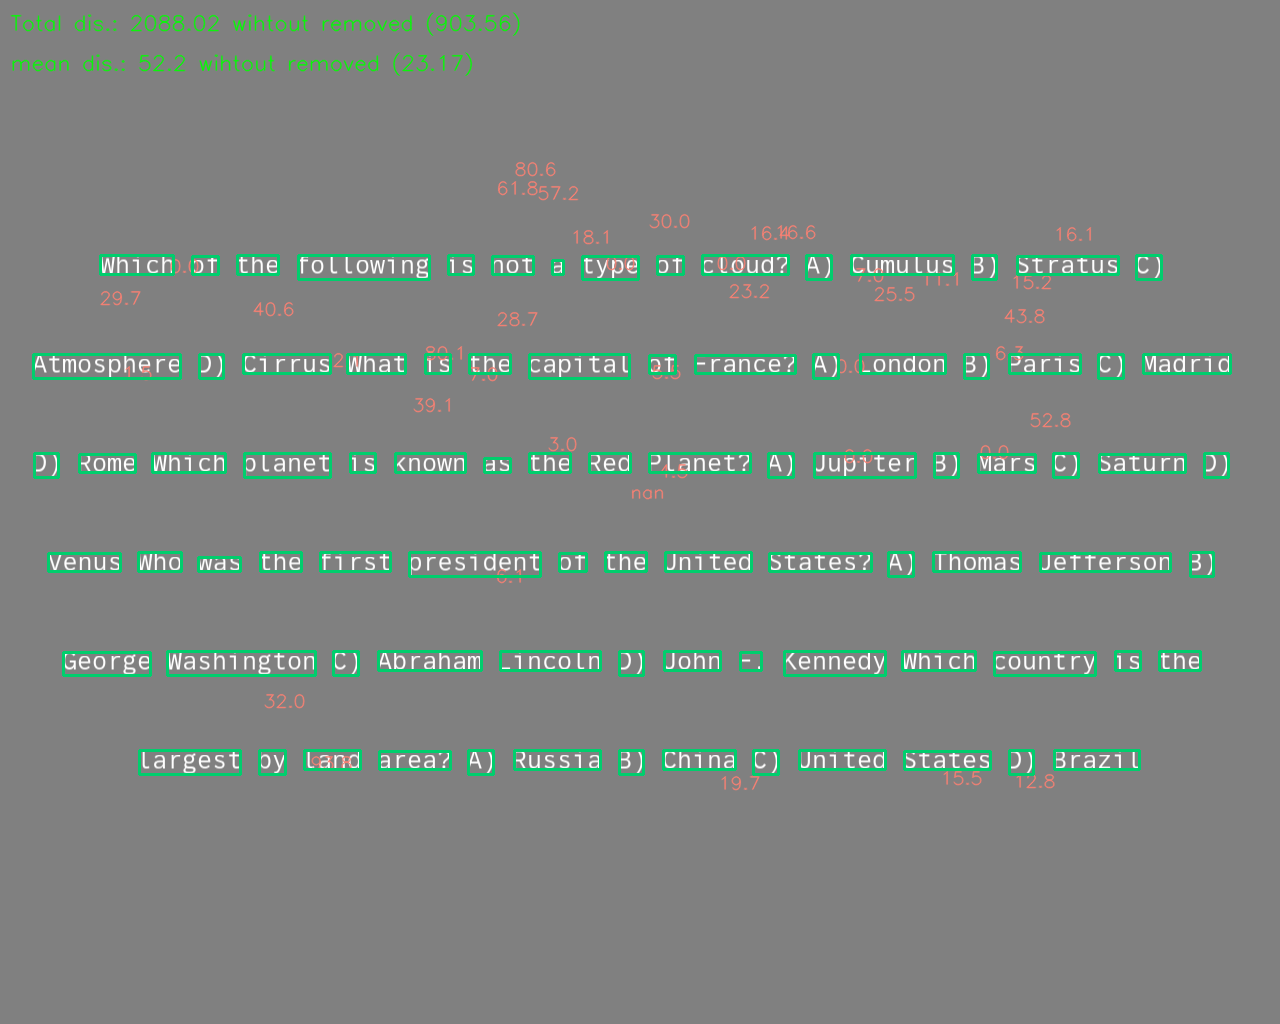 Total dis.: 2088.02 wihtout removed (903.56)
mean dis.: 52.2 wihtout removed (23.17)
80.6
61.8 57.2
30.0
18.1 16.4 16.6 16.1
Which of the following is not a type of cloud? A) Cumulus B) Stratus C)
11.1 15.2
29.7 23.2 25.5
40.6 28.7 43.8
80.1 6.3
Atmosphere D) Cirrus What is the capital of France? A) London B) Paris C) Madrid
39.1
52.8
3.0
D) Rome Which planet is known as the Red Planet? A) Jupiter B) Mars C) Saturn D)
nan
Venus Who was the first president of the United States? A) Thomas Jefferson B)
George Washington C) Abraham Lincoln D) John F. Kennedy Which country is the
32.0
largest by land area? A) Russia B) China C) United States D) Brazil
19.7 15.5 12.8